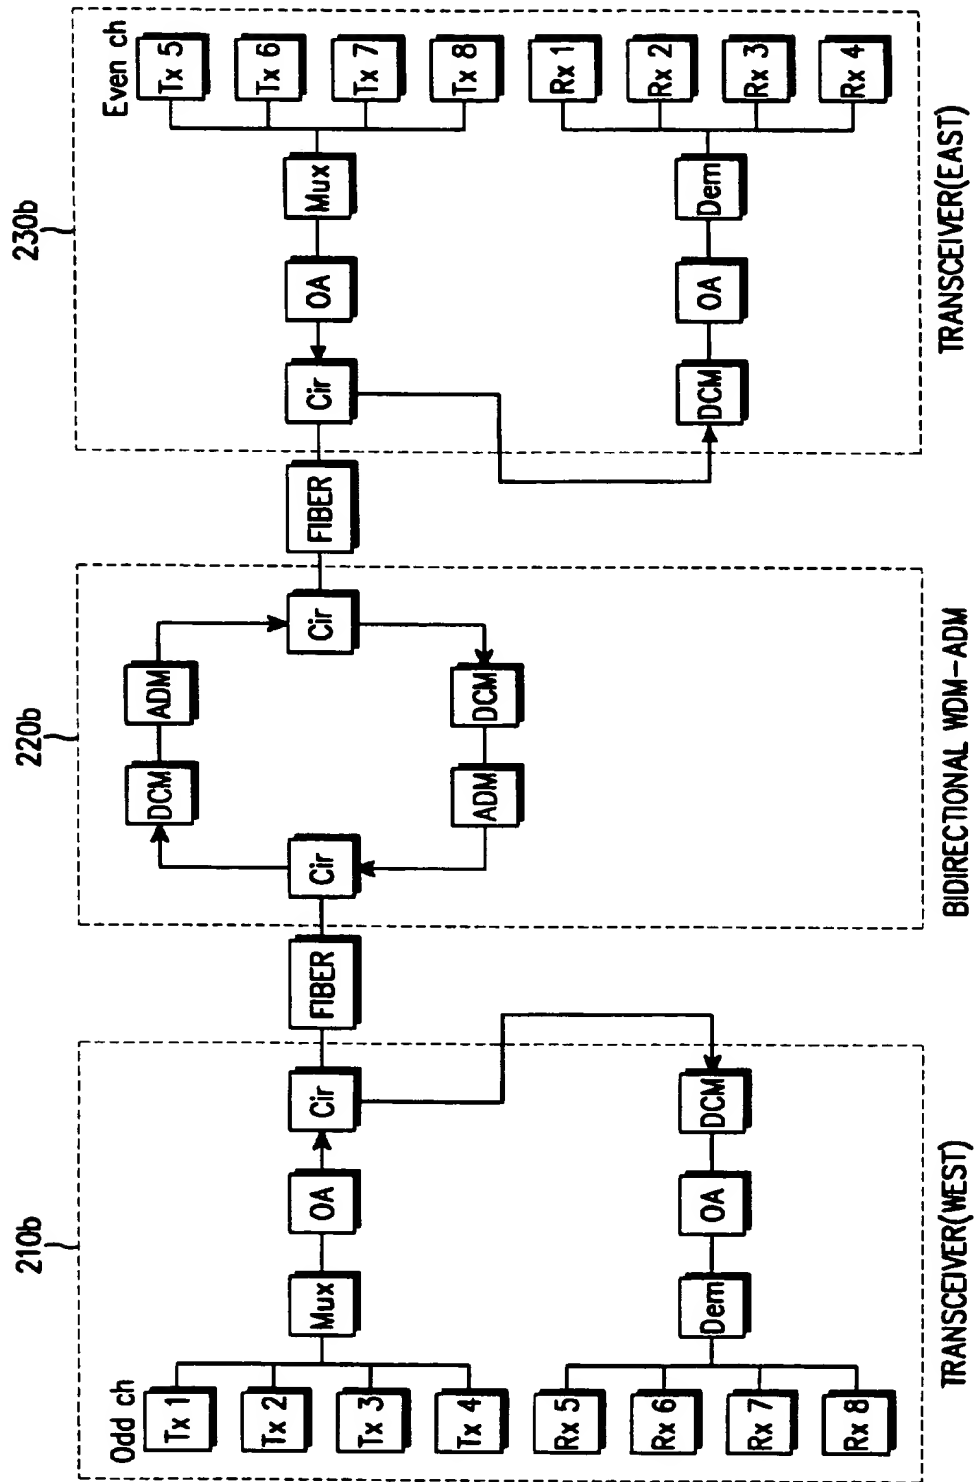 210b
220b
230b
Odd ch
Even ch
Tx 1
Tx 2
Tx 3
Tx 4
Mux
OA
Cir
FIBER
Rx 5
Rx 6
Rx 7
Rx 8
Dem
OA
DCM
Cir
DCM
ADM
Cir
ADM
DCM
FIBER
Cir
OA
Mux
Tx 5
Tx 6
Tx 7
Tx 8
DCM
OA
Dem
Rx 1
Rx 2
Rx 3
Rx 4
TRANSCEIVER(WEST)
BIDIRECTIONAL WDM-ADM
TRANSCEIVER(EAST)